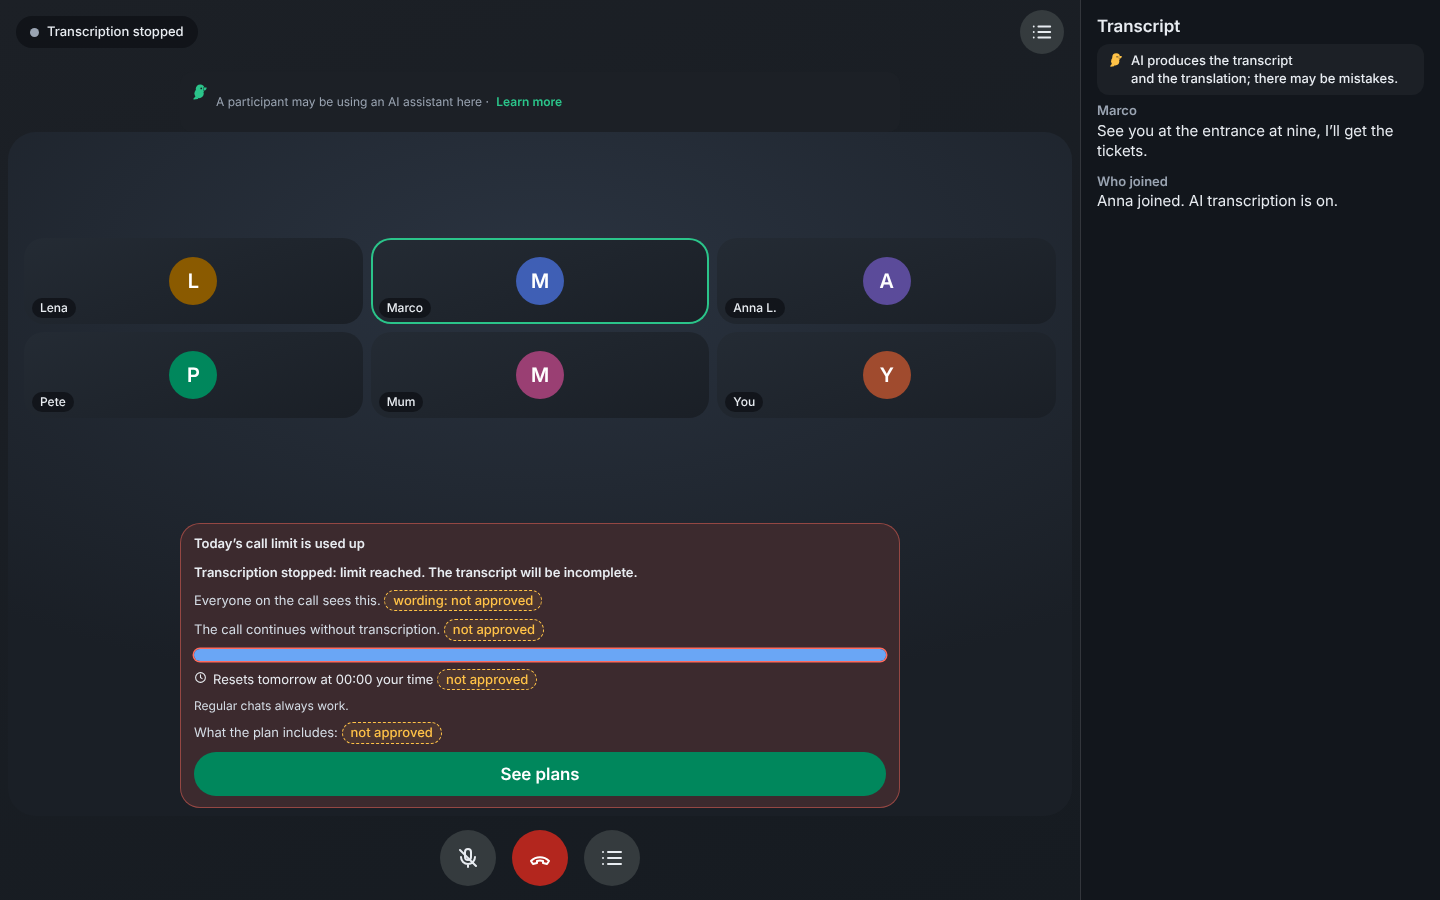 Transcription stopped
A participant may be using an AI assistant here · Learn more
L
Lena
M
Marco
A
Anna L.
P
Pete
M
Mum
Y
You
Today’s call limit is used up
Transcription stopped: limit reached. The transcript will be incomplete.
Everyone on the call sees this. wording: not approved
The call continues without transcription. not approved
Resets tomorrow at 00:00 your time not approved
Regular chats always work.
What the plan includes: not approved
See plans
Transcript
AI produces the transcript
and the translation; there may be mistakes.
Marco
See you at the entrance at nine, I’ll get the
tickets.
Who joined
Anna joined. AI transcription is on.